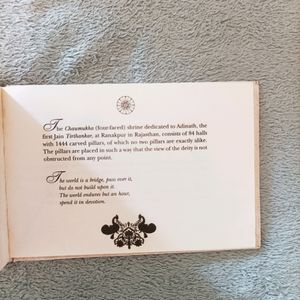 The Chaumukha (four-faced) shrine dedicated to Adinath, the
first Jain Tirthankar, at Ranakpur in Rajasthan, consists of 84 halls
with 1444 carved pillars, of which no two pillars are exactly alike.
The pillars are placed in such a way that the view of the deity is not
obstructed from any point.
The world is a bridge, pass over it,
but do not build upon it.
The world endures but an hour,
spend it in devotion.